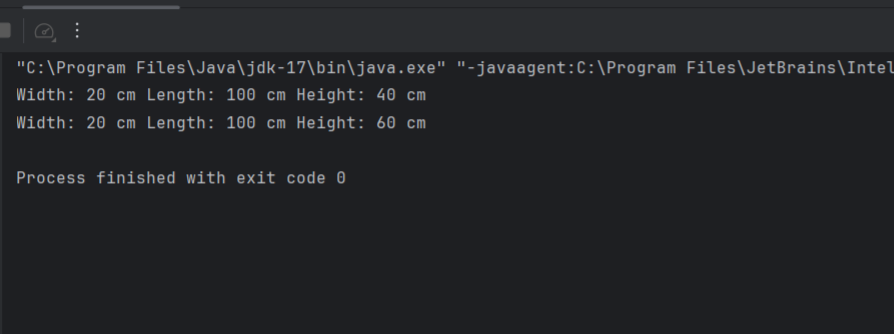 "C:\Program Files\Java\jdk-17\bin\java.exe" "-javaagent:C:\Program Files\JetBrains\Intel
Width: 20 cm Length: 100 cm Height: 40 cm
Width: 20 cm Length: 100 cm Height: 60 cm
Process finished with exit code 0